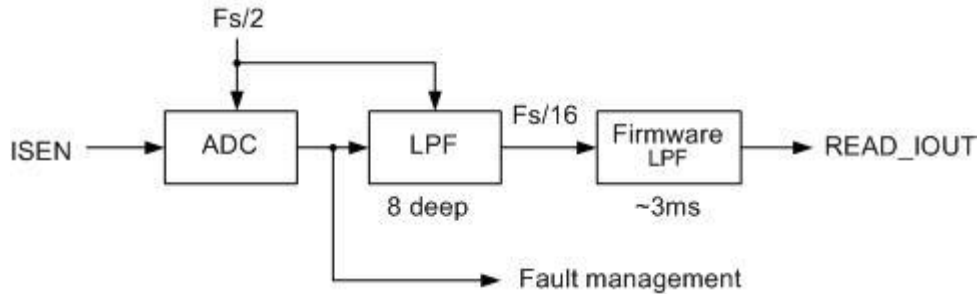 Fs/2
ISEN
ADC
LPF
Fs/16
Firmware
LPF
READ_IOUT
8 deep
~3ms
Fault management